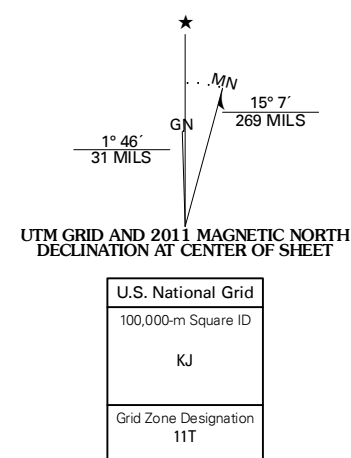 ★
MN
GN
15° 7´
269 MILS
1° 46´
31 MILS
UTM GRID AND 2011 MAGNETIC NORTH
DECLINATION AT CENTER OF SHEET
U.S. National Grid
100,000-m Square ID
KJ
Grid Zone Designation
11T